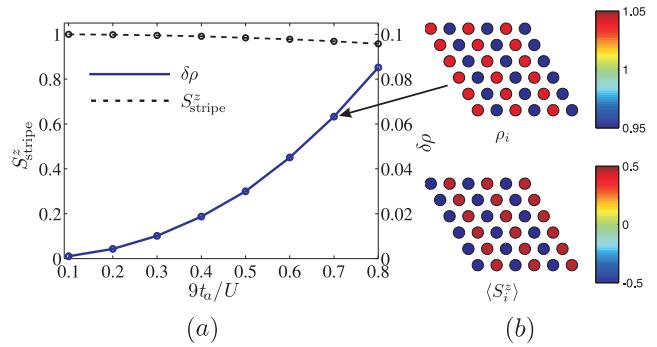 1
0.8
0.6
0.4
0.2
0
S^z_stripe
δρ
S^z_stripe
0.1
0.08
0.06
0.04
0.02
0
δρ
0.1 0.2 0.3 0.4 0.5 0.6 0.7 0.8
9t_a/U
(a)
1.05
1
0.95
ρ_i
0.5
0
-0.5
⟨S^z_i⟩
(b)